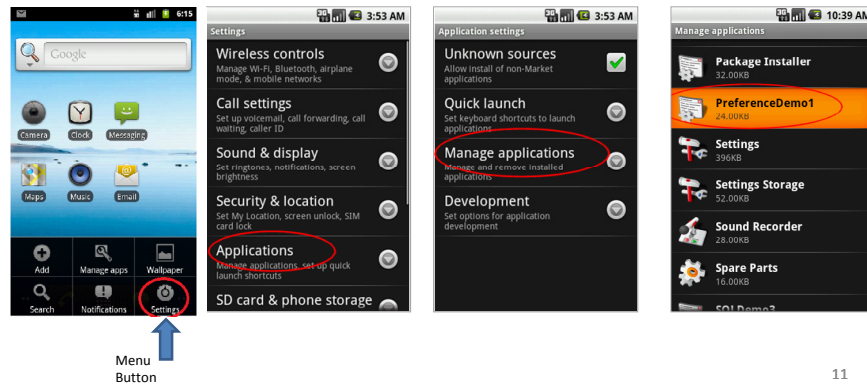 6:15
Google
Camera
Clock
Messaging
Maps
Music
Email
Add
Manage apps
Wallpaper
Search
Notifications
Settings
3G 3:53 AM
Settings
Wireless controls
Manage Wi-Fi, Bluetooth, airplane
mode, & mobile networks
Call settings
Set up voicemail, call forwarding, call
waiting, caller ID
Sound & display
Set ringtones, notifications, screen
brightness
Security & location
Set My Location, screen unlock, SIM
card lock
Applications
Manage applications, set up quick
launch shortcuts
SD card & phone storage
3G 3:53 AM
Application settings
Unknown sources
Allow install of non-Market
applications
Quick launch
Set keyboard shortcuts to launch
applications
Manage applications
Manage and remove installed
applications
Development
Set options for application
development
3G 10:39 AM
Manage applications
Package Installer
32.00KB
PreferenceDemo1
24.00KB
Settings
396KB
Settings Storage
52.00KB
Sound Recorder
28.00KB
Spare Parts
16.00KB
SQLDemo3
Menu
Button
11